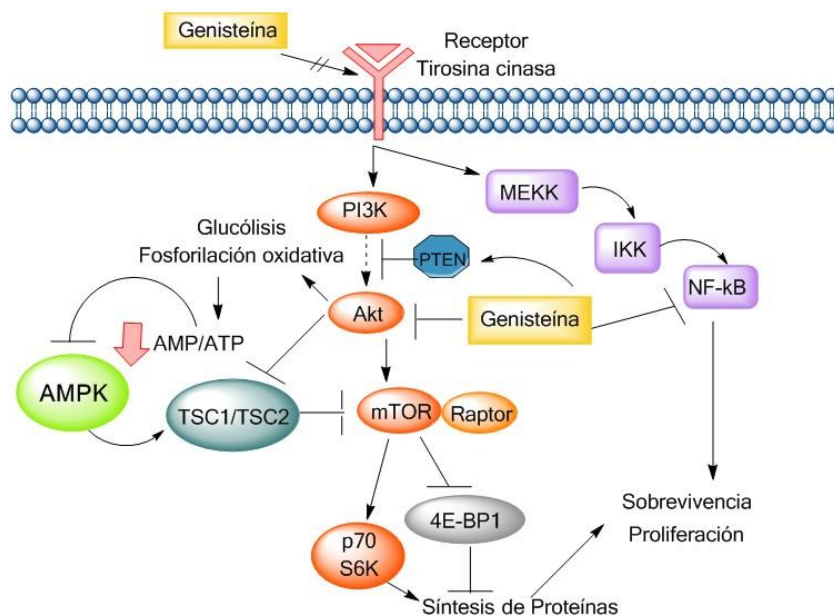 Genisteína
Receptor
Tirosina cinasa
MEKK
PI3K
IKK
Glucólisis
Fosforilación oxidativa
PTEN
NF-kB
Akt
Genisteína
AMP/ATP
AMPK
TSC1/TSC2
mTOR
Raptor
4E-BP1
Sobrevivencia
Proliferación
p70
S6K
Síntesis de Proteínas